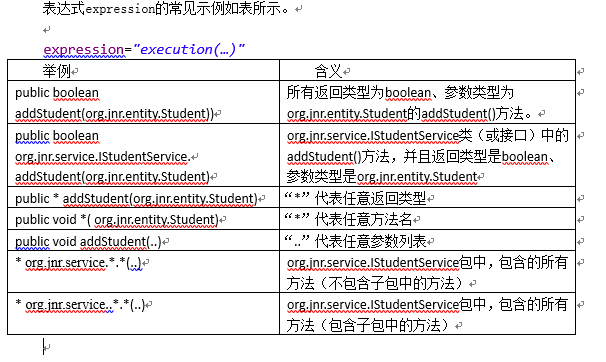 表达式expression的常见示例如表所示。
expression="execution(…)"
举例 含义
public boolean
addStudent(org.jnr.entity.Student))
所有返回类型为boolean、参数类型为
org.jnr.entity.Student的addStudent()方法。
public boolean
org.jnr.service.IStudentService.
addStudent(org.jnr.entity.Student)
org.jnr.service.IStudentService类（或接口）中的
addStudent()方法，并且返回类型是boolean、
参数类型是org.jnr.entity.Student
public * addStudent(org.jnr.entity.Student)
“*”代表任意返回类型
public void *( org.jnr.entity.Student)
“*”代表任意方法名
public void addStudent(..)
“..”代表任意参数列表
* org.jnr.service.*.*(..)
org.jnr.service.IStudentService包中，包含的所有
方法（不包含子包中的方法）
* org.jnr.service..*.*(..)
org.jnr.service.IStudentService包中，包含的所有
方法（包含子包中的方法）